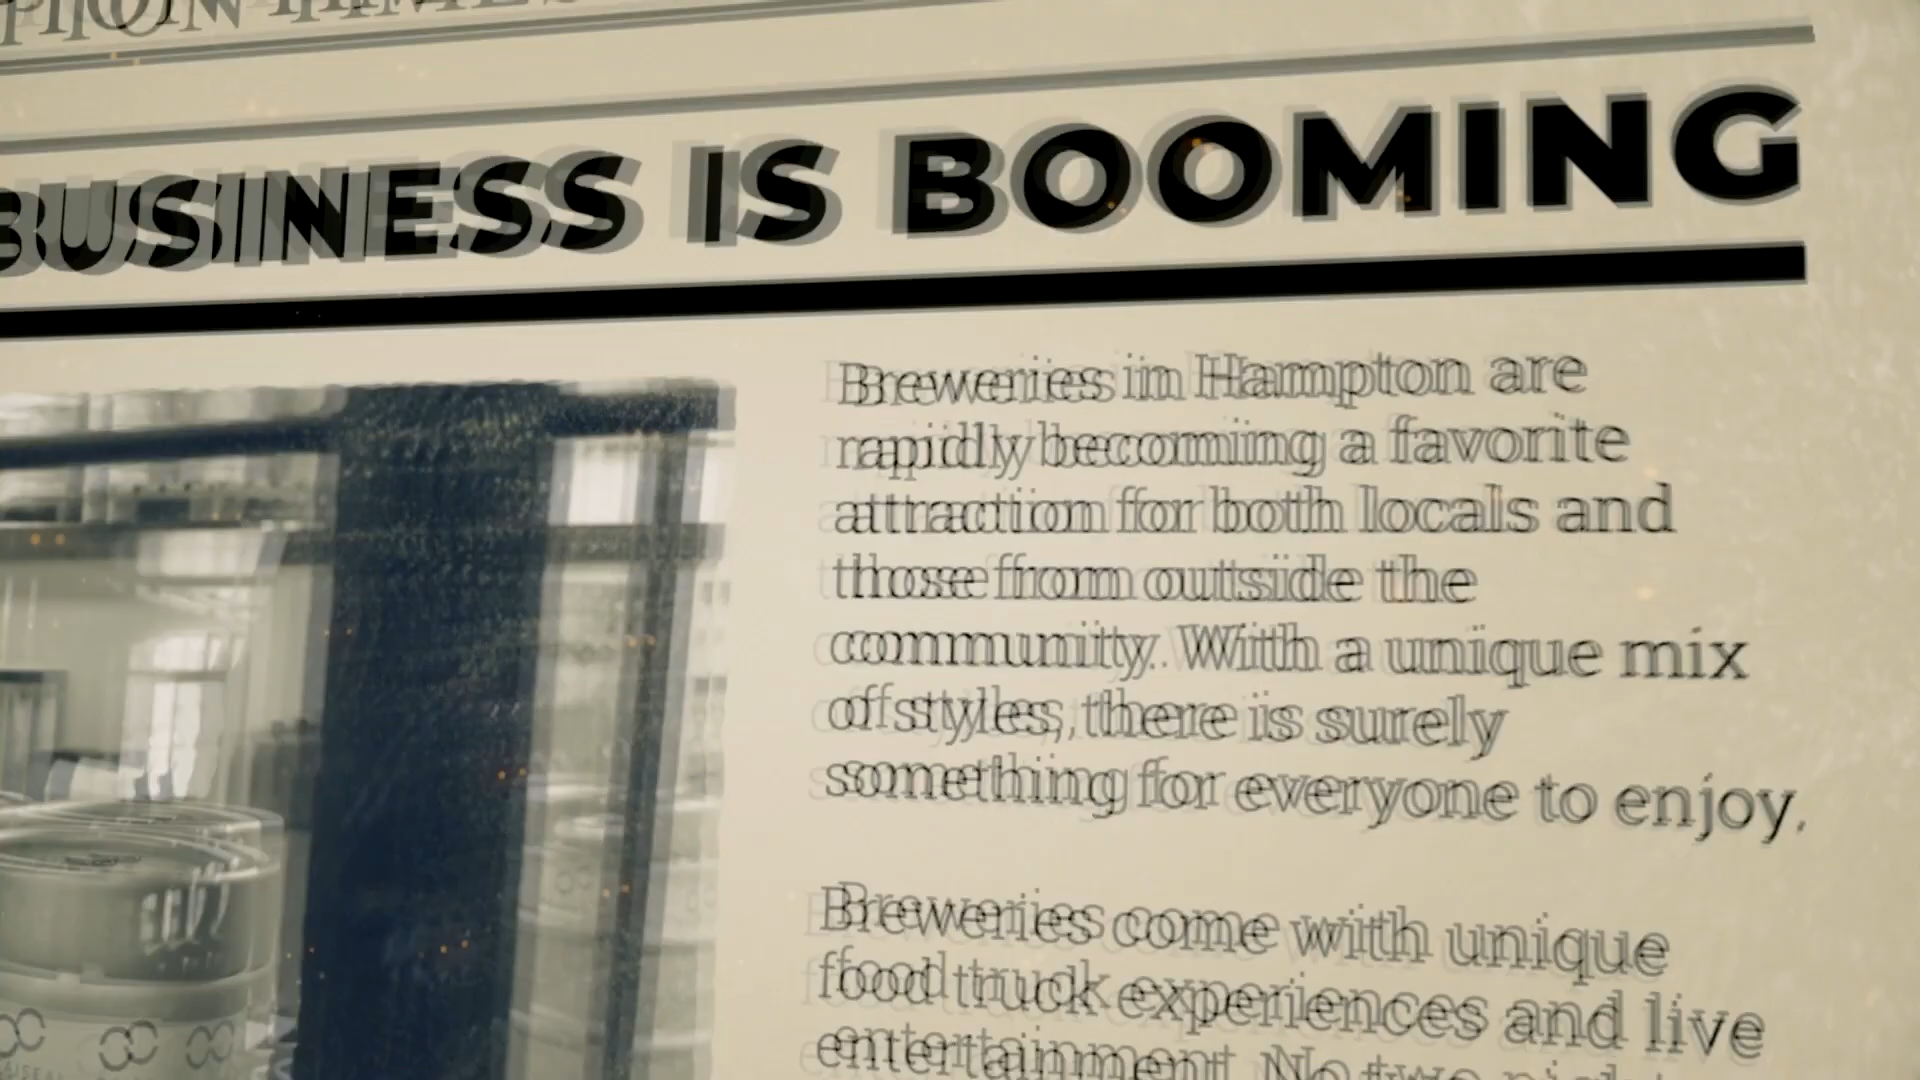 BUSINESS IS BOOMING
Breweries in Hampton are
rapidly becoming a favorite
attraction for both locals and
those from outside the
community. With a unique mix
of styles, there is surely
something for everyone to enjoy.
Breweries come with unique
food truck experiences and live
entertainment. No two